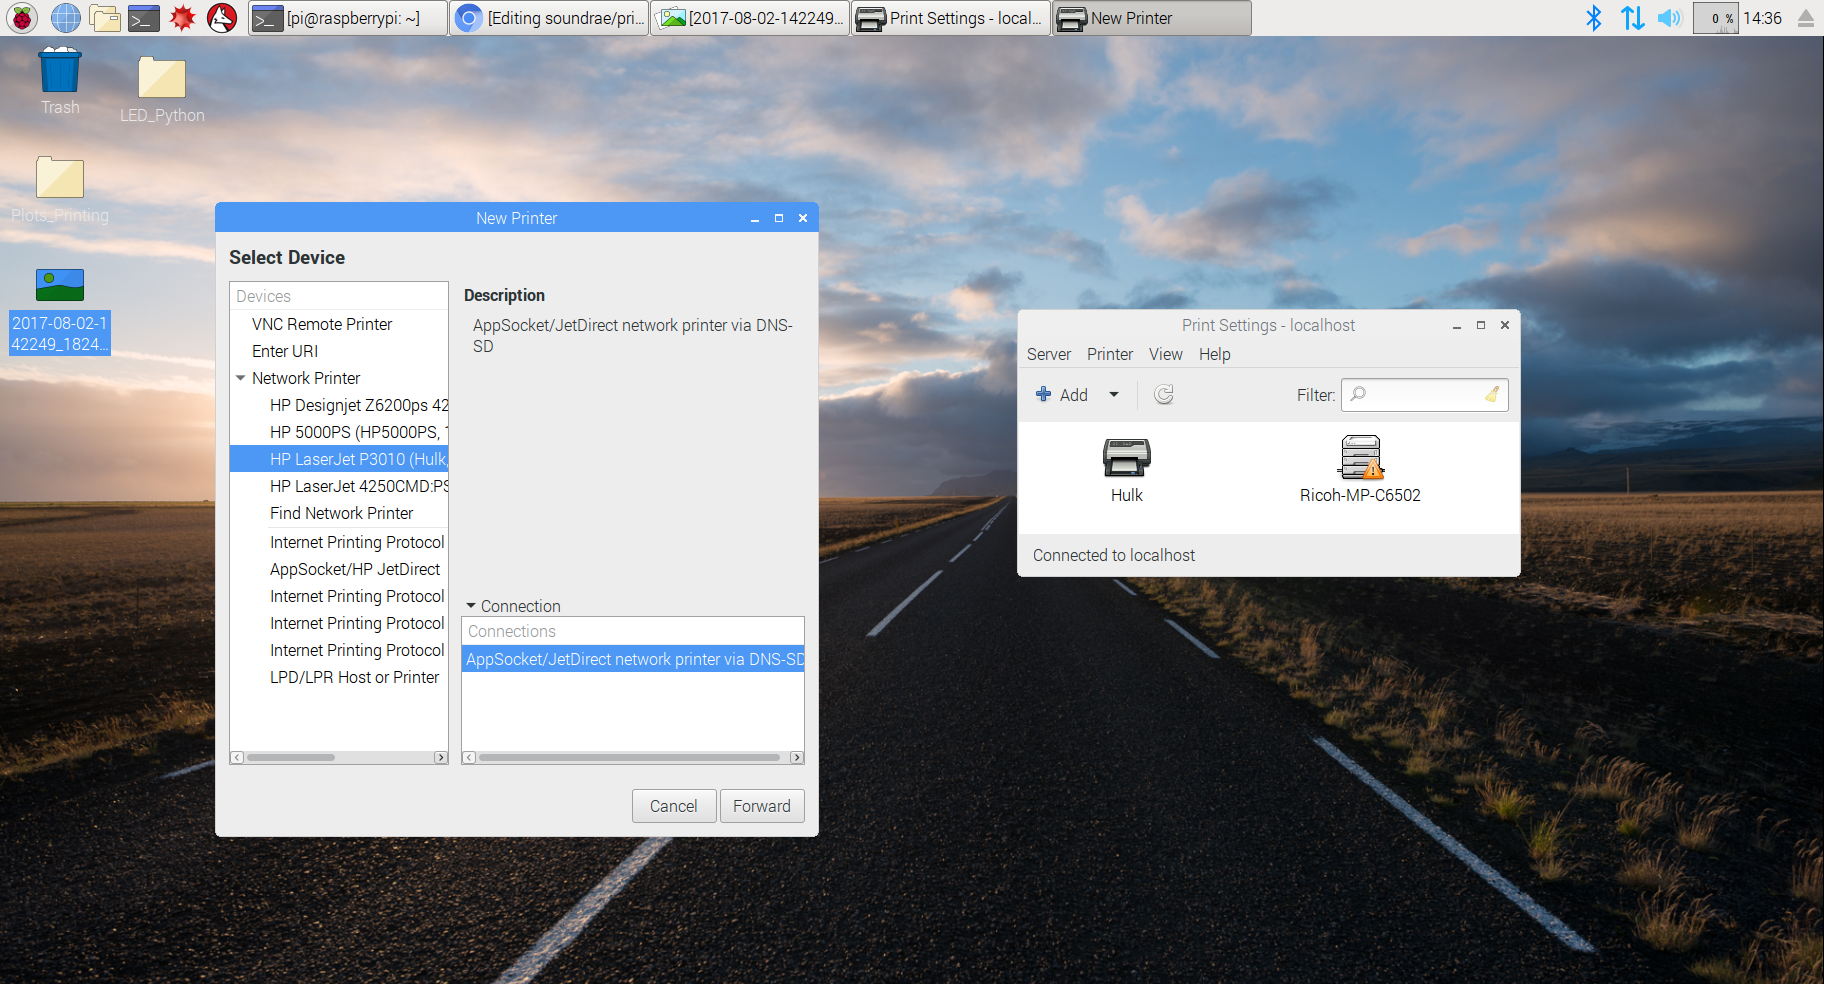 [pi@raspberrypi: ~]
[Editing soundrae/pri...
[2017-08-02-142249...
Print Settings - local...
New Printer
0 %
14:36
Trash
LED_Python
Plots_Printing
2017-08-02-1
42249_1824...
New Printer
Select Device
Devices
VNC Remote Printer
Enter URI
Network Printer
HP Designjet Z6200ps 42
HP 5000PS (HP5000PS,
HP LaserJet P3010 (Hulk,
HP LaserJet 4250CMD:PS
Find Network Printer
Internet Printing Protocol
AppSocket/HP JetDirect
Internet Printing Protocol
Internet Printing Protocol
Internet Printing Protocol
LPD/LPR Host or Printer
Description
AppSocket/JetDirect network printer via DNS-
SD
Connection
Connections
AppSocket/JetDirect network printer via DNS-SD
Cancel
Forward
Print Settings - localhost
Server
Printer
View
Help
Add
Filter:
Hulk
Ricoh-MP-C6502
Connected to localhost